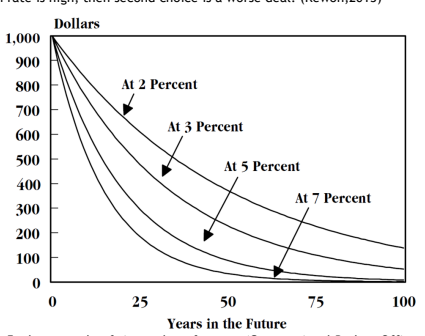 rate is high, then second choice is a worse deal. (Kewon,2013)
Dollars
1,000
900
800
700
600
500
400
300
200
100
0
At 2 Percent
At 3 Percent
At 5 Percent
At 7 Percent
0 25 50 75 100
Years in the Future